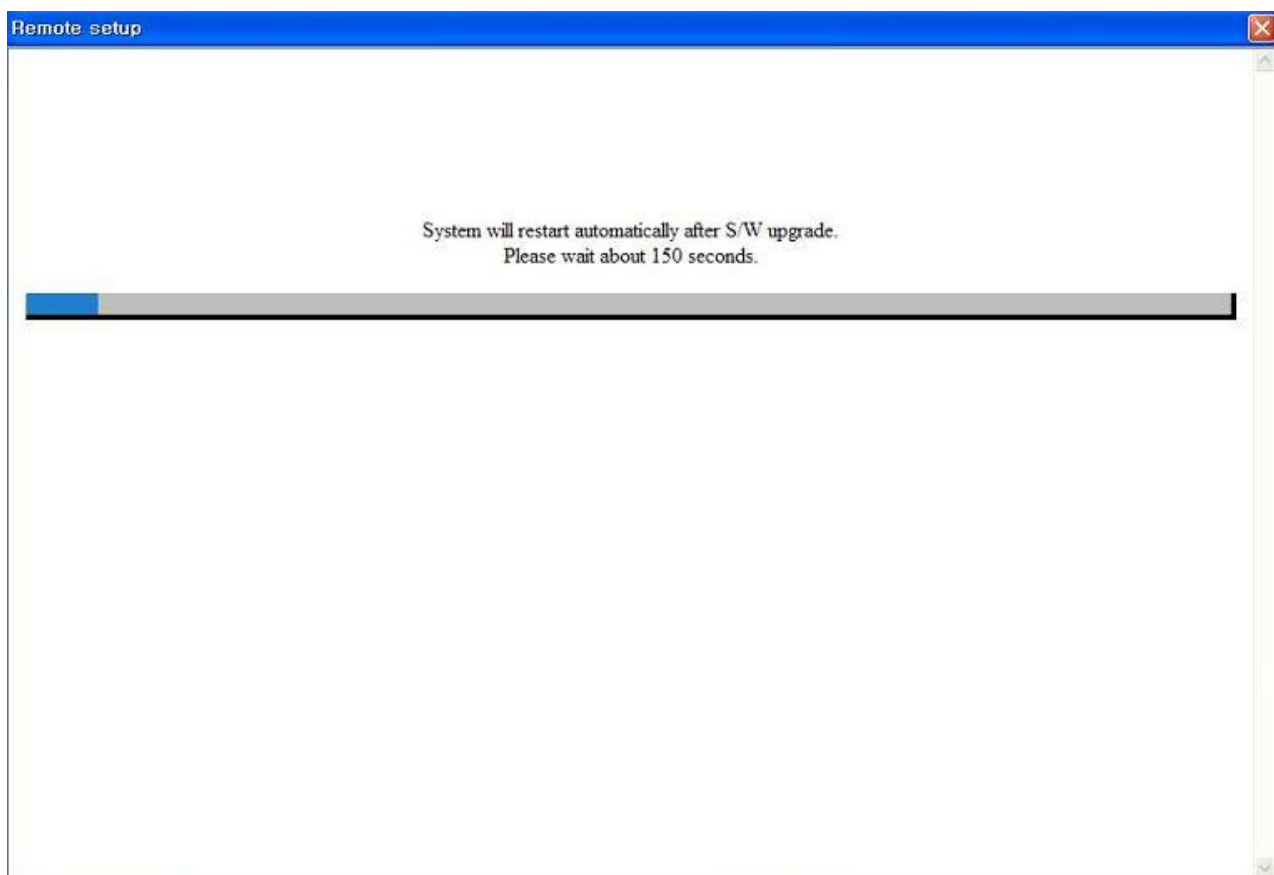 Remote setup
System will restart automatically after S/W upgrade.
Please wait about 150 seconds.